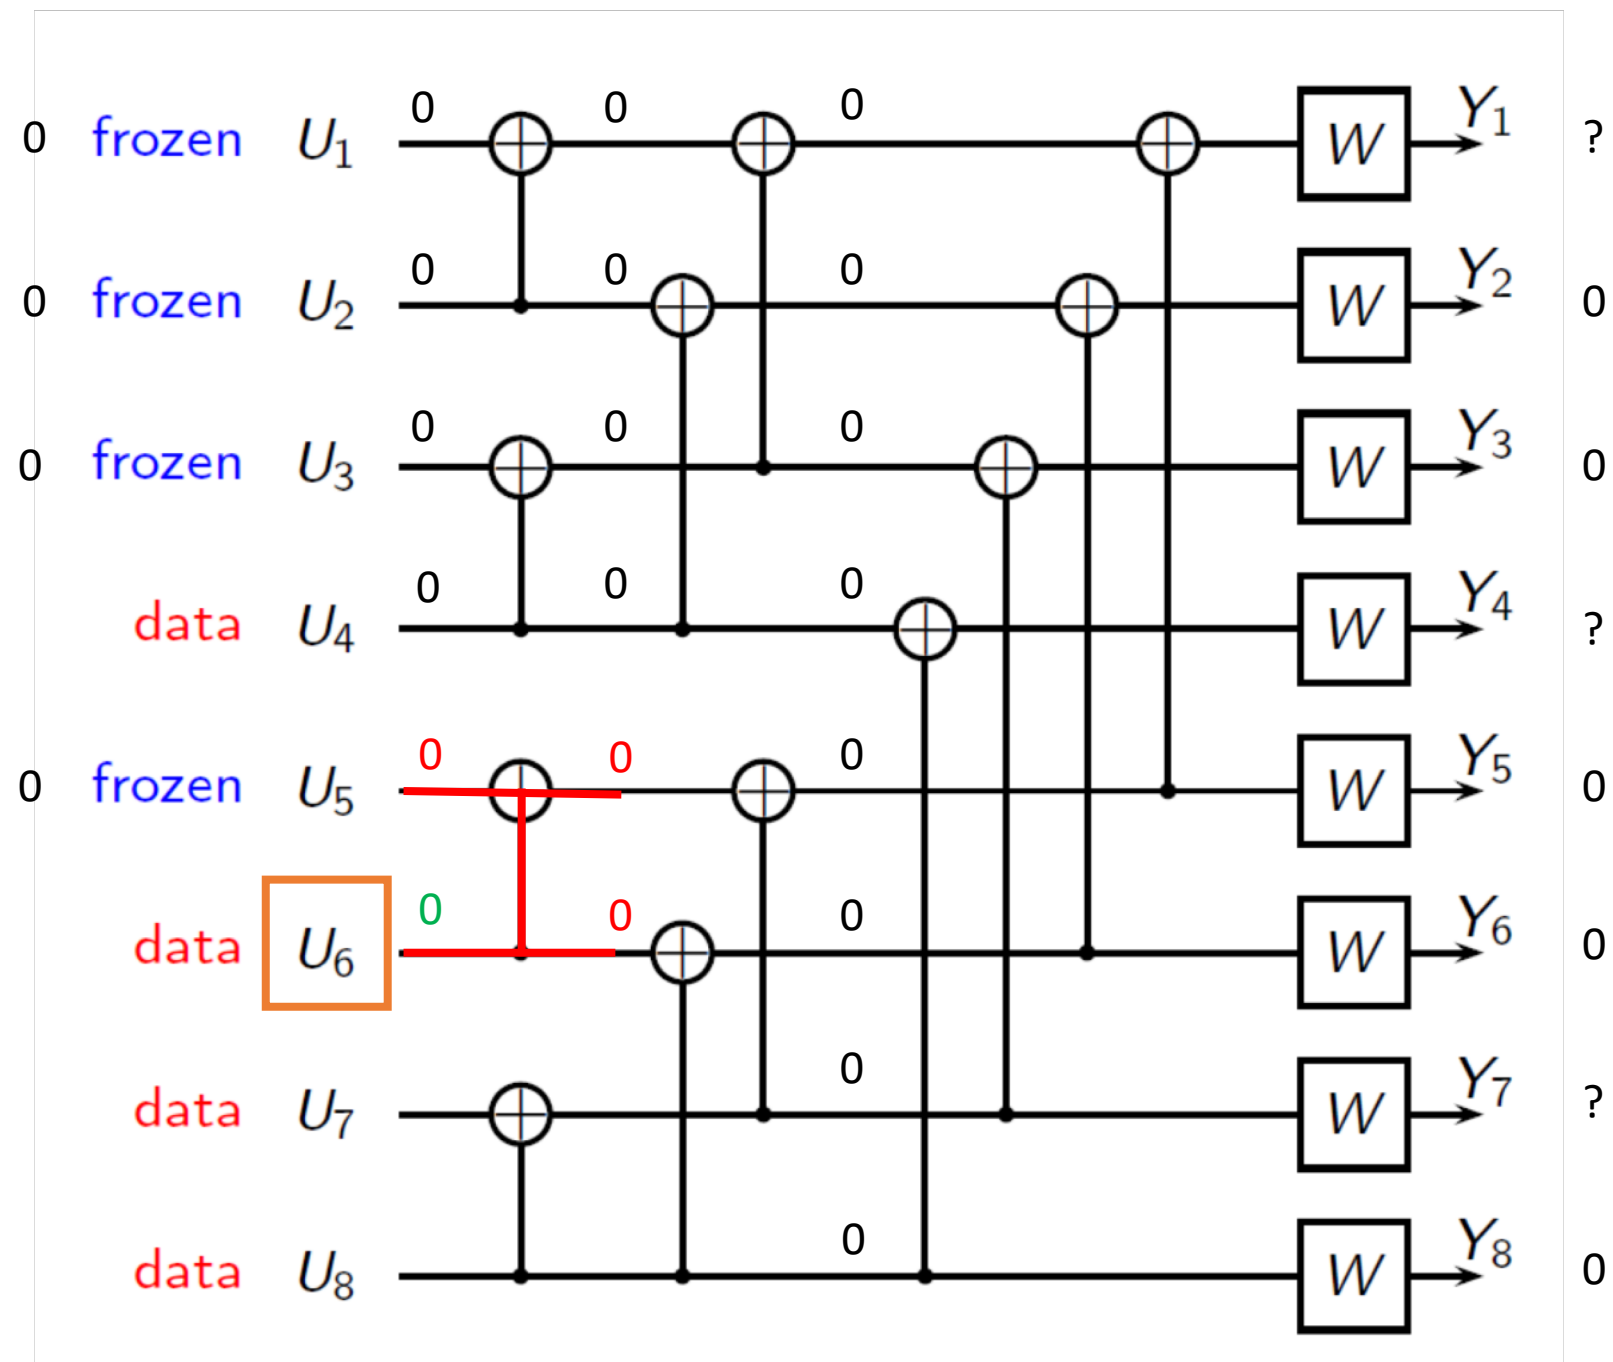 0 0 0
0 frozen U1 W Y1 ?
0 0 0
0 frozen U2 W Y2 0
0 0 0
0 frozen U3 W Y3 0
0 0 0
data U4 W Y4 ?
0 0 0
0 frozen U5 W Y5 0
0 0 0
data U6 W Y6 0
0
data U7 W Y7 ?
0
data U8 W Y8 0